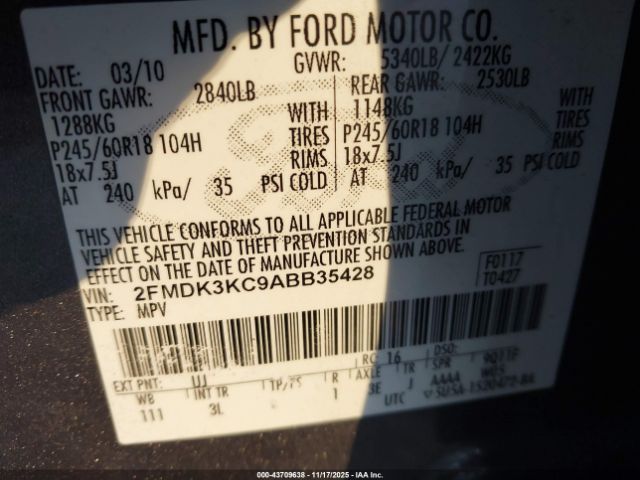 MFD. BY FORD MOTOR CO.
DATE: 03/10 GVWR: 5340LB/ 2422KG
FRONT GAWR: 2840LB REAR GAWR: 2530LB
1288KG WITH 1148KG WITH
P245/60R18 104H TIRES P245/60R18 104H TIRES
18x7.5J RIMS 18x7.5J RIMS
AT 240 kPa/ 35 PSI COLD AT 240 kPa/ 35 PSI COLD
THIS VEHICLE CONFORMS TO ALL APPLICABLE FEDERAL MOTOR
VEHICLE SAFETY AND THEFT PREVENTION STANDARDS IN
EFFECT ON THE DATE OF MANUFACTURE SHOWN ABOVE.
VIN: 2FMDK3KC9ABB35428 F0117
TYPE: MPV T0427
EXT PNT: UJ RC: 16 DSO:
WB INT TR TP/PS R AXLE TR SPR
111 3L 1 3E J AAAA
UTC
000-43709638 - 11/17/2025 - IAAI.COM